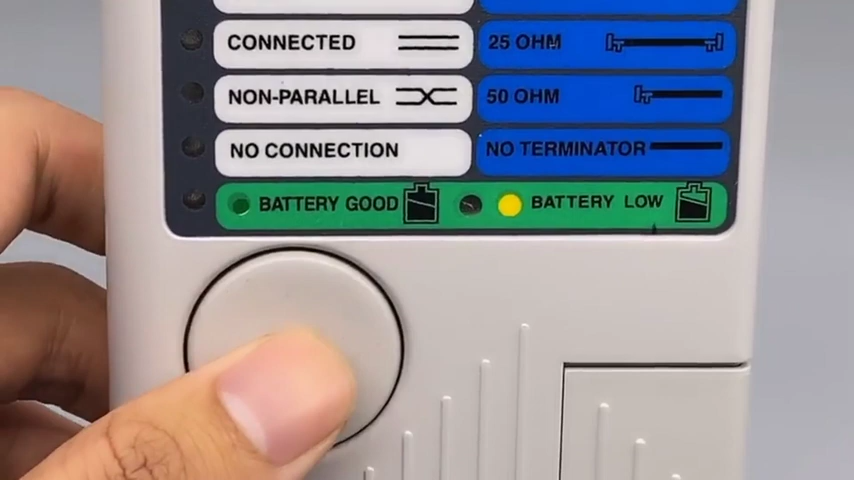 CONNECTED 25 OHM
NON-PARALLEL 50 OHM
NO CONNECTION NO TERMINATOR
BATTERY GOOD BATTERY LOW